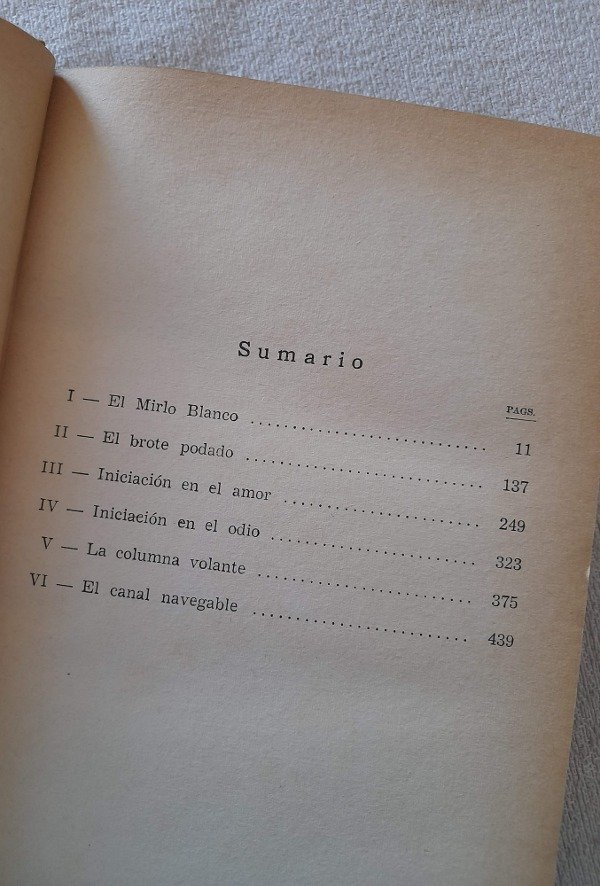 Sumario
PAGS.
I — El Mirlo Blanco .......................... 11
II — El brote podado .......................... 137
III — Iniciación en el amor ...................... 249
IV — Iniciación en el odio ....................... 323
V — La columna volante ........................ 375
VI — El canal navegable ........................ 439